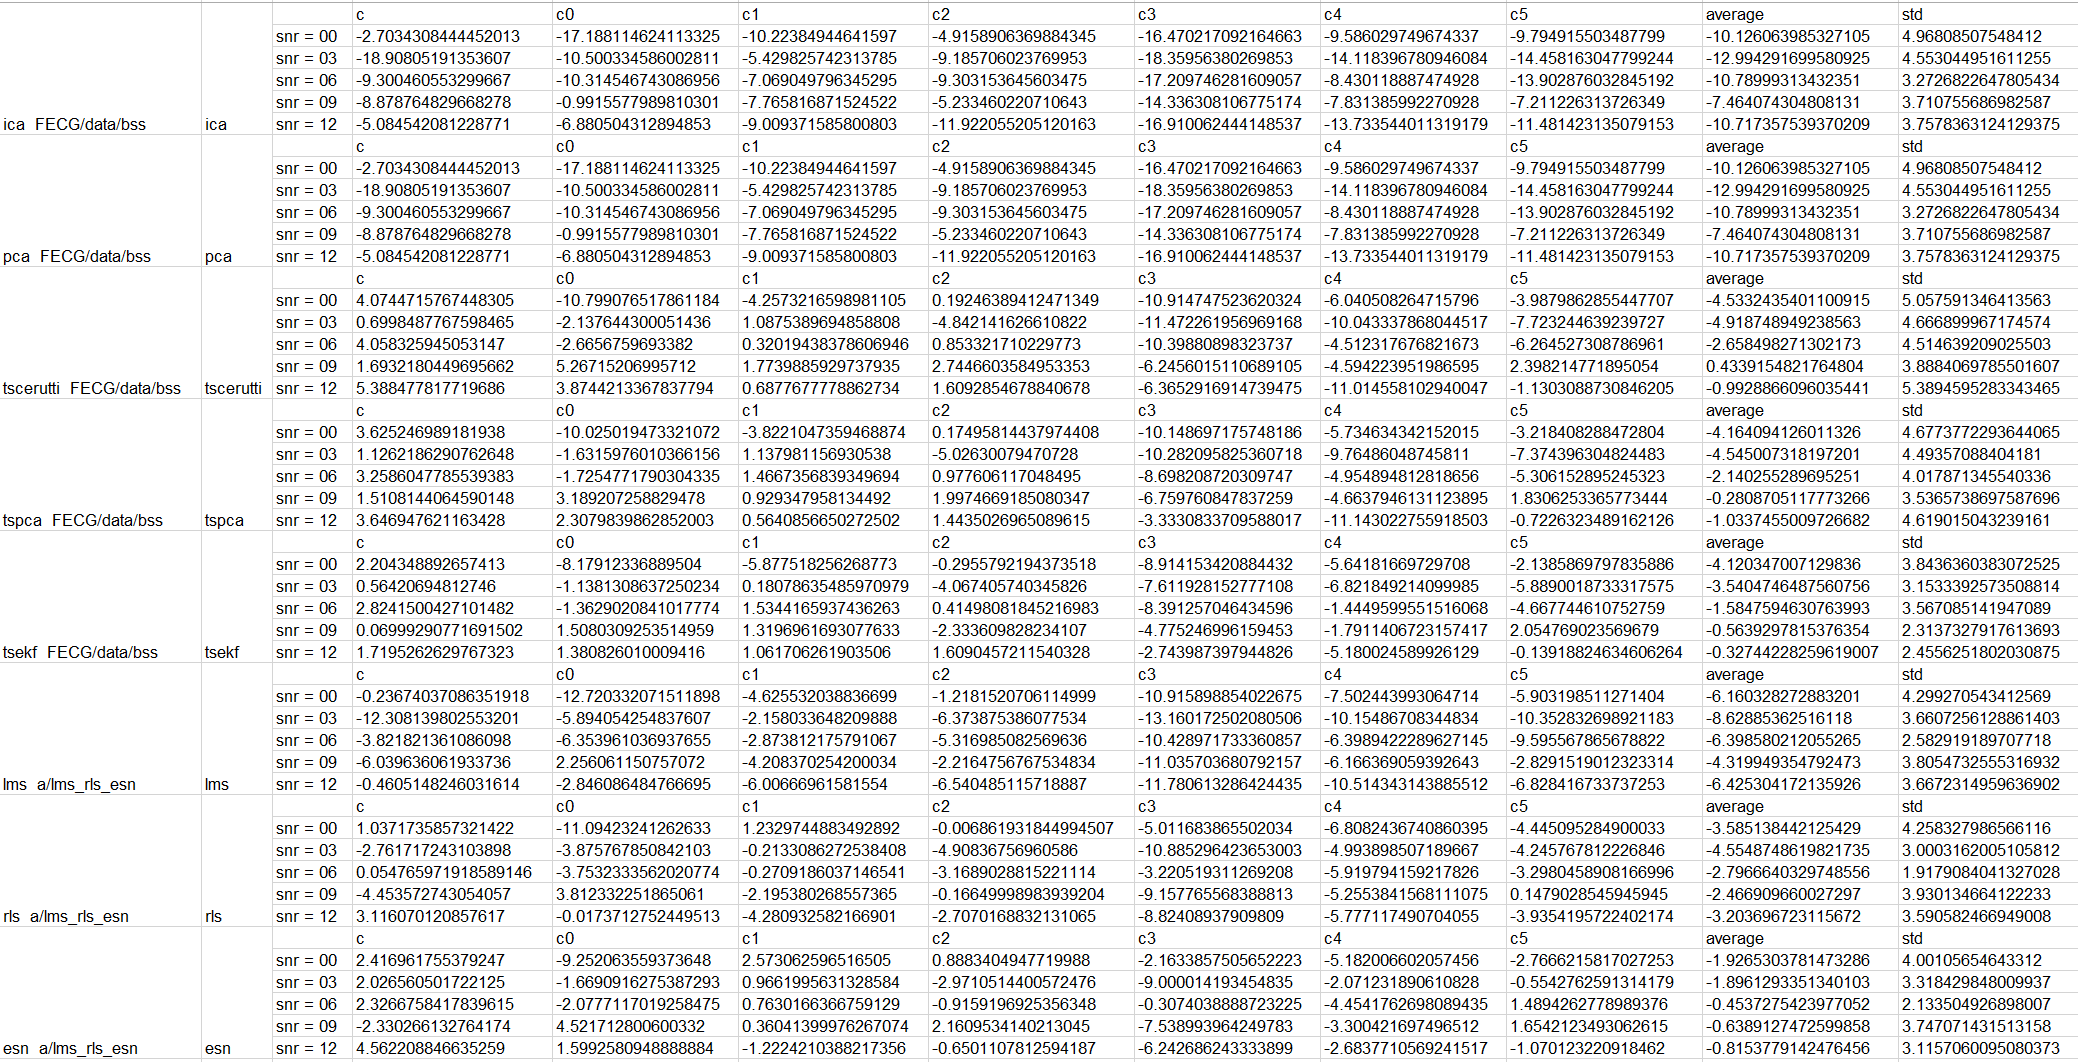 c c0 c1 c2 c3 c4 c5 average std
snr = 00 -2.7034308444452013 -17.188114624113325 -10.22384944641597 -4.9158906369884345 -16.470217092164663 -9.586029749674337 -9.794915503487799 -10.126063985327105 4.96808507548412
snr = 03 -18.90805191353607 -10.500334586002811 -5.429825742313785 -9.185706023769953 -18.35956380269853 -14.118396780946084 -14.458163047799244 -12.994291699580925 4.553044951611255
snr = 06 -9.300460553299667 -10.314546743086956 -7.069049796345295 -9.303153645603475 -17.209746281609057 -8.430118887474928 -13.902876032845192 -10.78999313432351 3.2726822647805434
snr = 09 -8.878764829668278 -0.9915577989810301 -7.765816871524522 -5.233460220710643 -14.336308106775174 -7.831385992270928 -7.211226313726349 -7.464074304808131 3.710755686982587
ica FECG/data/bss ica snr = 12 -5.084542081228771 -6.880504312894853 -9.009371585800803 -11.922055205120163 -16.910062444148537 -13.733544011319179 -11.481423135079153 -10.717357539370209 3.7578363124129375
c c0 c1 c2 c3 c4 c5 average std
snr = 00 -2.7034308444452013 -17.188114624113325 -10.22384944641597 -4.9158906369884345 -16.470217092164663 -9.586029749674337 -9.794915503487799 -10.126063985327105 4.96808507548412
snr = 03 -18.90805191353607 -10.500334586002811 -5.429825742313785 -9.185706023769953 -18.35956380269853 -14.118396780946084 -14.458163047799244 -12.994291699580925 4.553044951611255
snr = 06 -9.300460553299667 -10.314546743086956 -7.069049796345295 -9.303153645603475 -17.209746281609057 -8.430118887474928 -13.902876032845192 -10.78999313432351 3.2726822647805434
snr = 09 -8.878764829668278 -0.9915577989810301 -7.765816871524522 -5.233460220710643 -14.336308106775174 -7.831385992270928 -7.211226313726349 -7.464074304808131 3.710755686982587
pca FECG/data/bss pca snr = 12 -5.084542081228771 -6.880504312894853 -9.009371585800803 -11.922055205120163 -16.910062444148537 -13.733544011319179 -11.481423135079153 -10.717357539370209 3.7578363124129375
c c0 c1 c2 c3 c4 c5 average std
snr = 00 4.0744715767448305 -10.799076517861184 -4.2573216598981105 0.19246389412471349 -10.914747523620324 -6.040508264715796 -3.9879862855447707 -4.5332435401100915 5.057591346413563
snr = 03 0.6998487767598465 -2.137644300051436 1.0875389694858808 -4.842141626610822 -11.472261956969168 -10.043337868044517 -7.723244639239727 -4.918748949238563 4.666899967174574
snr = 06 4.058325945053147 -2.6656759693382 0.32019438378606946 0.853321710229773 -10.39880898323737 -4.512317676821673 -6.264527308786961 -2.658498271302173 4.514639209025503
snr = 09 1.6932180449695662 5.26715206995712 1.7739885929737935 2.7446603584953353 -6.2456015110689105 -4.594223951986595 2.398214771895054 0.4339154821764804 3.8884069785501607
tscerutti FECG/data/bss tscerutti snr = 12 5.388477817719686 3.8744213367837794 0.6877677778862734 1.6092854678840678 -6.3652916914739475 -11.014558102940047 -1.1303088730846205 -0.9928866096035441 5.3894595283343465
c c0 c1 c2 c3 c4 c5 average std
snr = 00 3.625246989181938 -10.025019473321072 -3.8221047359468874 0.17495814437974408 -10.148697175748186 -5.734634342152015 -3.218408288472804 -4.164094126011326 4.6773772293644065
snr = 03 1.1262186290762648 -1.6315976010366156 1.137981156930538 -5.02630079470728 -10.282095825360718 -9.76486048745811 -7.374396304824483 -4.545007318197201 4.49357088404181
snr = 06 3.2586047785539383 -1.7254771790304335 1.4667356839349694 0.977606117048495 -8.698208720309747 -4.954894812818656 -5.306152895245323 -2.140255289695251 4.017871345540336
snr = 09 1.5108144064590148 3.189207258829478 0.929347958134492 1.9974669185080347 -6.759760847837259 -4.6637946131123895 1.8306253365773444 -0.2808705117773266 3.5365738697587696
tspca FECG/data/bss tspca snr = 12 3.646947621163428 2.3079839862852003 0.5640856650272502 1.4435026965089615 -3.3330833709588017 -11.143022755918503 -0.7226323489162126 -1.0337455009726682 4.619015043239161
c c0 c1 c2 c3 c4 c5 average std
snr = 00 2.204348892657413 -8.17912336889504 -5.877518256268773 -0.2955792194373518 -8.914153420884432 -5.64181669729708 -2.1385869797835886 -4.120347007129836 3.8436360383072525
snr = 03 0.56420694812746 -1.1381308637250234 0.18078635485970979 -4.067405740345826 -7.611928152777108 -6.821849214099985 -5.8890018733317575 -3.5404746487560756 3.1533392573508814
snr = 06 2.8241500427101482 -1.3629020841017774 1.5344165937436263 0.41498081845216983 -8.391257046434596 -1.4449599551516068 -4.667744610752759 -1.5847594630763993 3.567085141947089
snr = 09 0.06999290771691502 1.5080309253514959 1.3196961693077633 -2.333609828234107 -4.775246996159453 -1.7911406723157417 2.054769023569679 -0.5639297815376354 2.3137327917613693
tsekf FECG/data/bss tsekf snr = 12 1.7195262629767323 1.380826010009416 1.061706261903506 1.6090457211540328 -2.743987397944826 -5.180024589926129 -0.13918824634606264 -0.32744228259619007 2.4556251802030875
c c0 c1 c2 c3 c4 c5 average std
snr = 00 -0.23674037086351918 -12.720332071511898 -4.625532038836699 -1.2181520706114999 -10.915898854022675 -7.502443993064714 -5.903198511271404 -6.160328272883201 4.299270543412569
snr = 03 -12.308139802553201 -5.894054254837607 -2.158033648209888 -6.373875386077534 -13.160172502080506 -10.15486708344834 -10.352832698921183 -8.62885362516118 3.6607256128861403
snr = 06 -3.821821361086098 -6.353961036937655 -2.873812175791067 -5.316985082569636 -10.428971733360857 -6.3989422289627145 -9.595567865678822 -6.398580212055265 2.582919189707718
snr = 09 -6.039636061933736 2.256061150757072 -4.208370254200034 -2.2164756767534834 -11.035703680792157 -6.166369059392643 -2.8291519012323314 -4.319949354792473 3.8054732555316932
lms a/lms_rls_esn lms snr = 12 -0.4605148246031614 -2.846086484766695 -6.00666961581554 -6.540485115718887 -11.780613286424435 -10.514343143885512 -6.828416733737253 -6.425304172135926 3.6672314959636902
c c0 c1 c2 c3 c4 c5 average std
snr = 00 1.0371735857321422 -11.09423241262633 1.2329744883492892 -0.006861931844994507 -5.011683865502034 -6.8082436740860395 -4.445095284900033 -3.585138442125429 4.258327986566116
snr = 03 -2.761717243103898 -3.875767850842103 -0.2133086272538408 -4.90836756960586 -10.885296423653003 -4.993898507189667 -4.245767812226846 -4.5548748619821735 3.0003162005105812
snr = 06 0.054765971918589146 -3.7532333562020774 -0.2709186037146541 -3.1689028815221114 -3.220519311269208 -5.919794159217826 -3.2980458908166996 -2.7966640329748556 1.9179084041327028
snr = 09 -4.453572743054057 3.812332251865061 -2.195380268557365 -0.16649998983939204 -9.157765568388813 -5.2553841568111075 0.1479028545945945 -2.466909660027297 3.930134664122233
rls a/lms_rls_esn rls snr = 12 3.116070120857617 -0.0173712752449513 -4.280932582166901 -2.7070168832131065 -8.82408937909809 -5.777117490704055 -3.9354195722402174 -3.203696723115672 3.590582466949008
c c0 c1 c2 c3 c4 c5 average std
snr = 00 2.416961755379247 -9.252063559373648 2.573062596516505 0.8883404947719988 -2.1633857505652223 -5.182006602057456 -2.7666215817027253 -1.9265303781473286 4.00105654643312
snr = 03 2.026560501722125 -1.6690916275387293 0.9661995631328584 -2.9710514400572476 -9.000014193454835 -2.071231890610828 -0.5542762591314179 -1.8961293351340103 3.318429848009937
snr = 06 2.3266758417839615 -2.0777117019258475 0.7630166366759129 -0.9159196925356348 -0.3074038888723225 -4.4541762698089435 1.4894262778989376 -0.4537275423977052 2.133504926898007
snr = 09 -2.330266132764174 4.521712800600332 0.36041399976267074 2.1609534140213045 -7.538993964249783 -3.300421697496512 1.6542123493062615 -0.6389127472599858 3.747071431513158
esn a/lms_rls_esn esn snr = 12 4.562208846635259 1.5992580948888884 -1.2224210388217356 -0.6501107812594187 -6.242686243333899 -2.6837710569241517 -1.070123220918462 -0.8153779142476456 3.1157060095080373